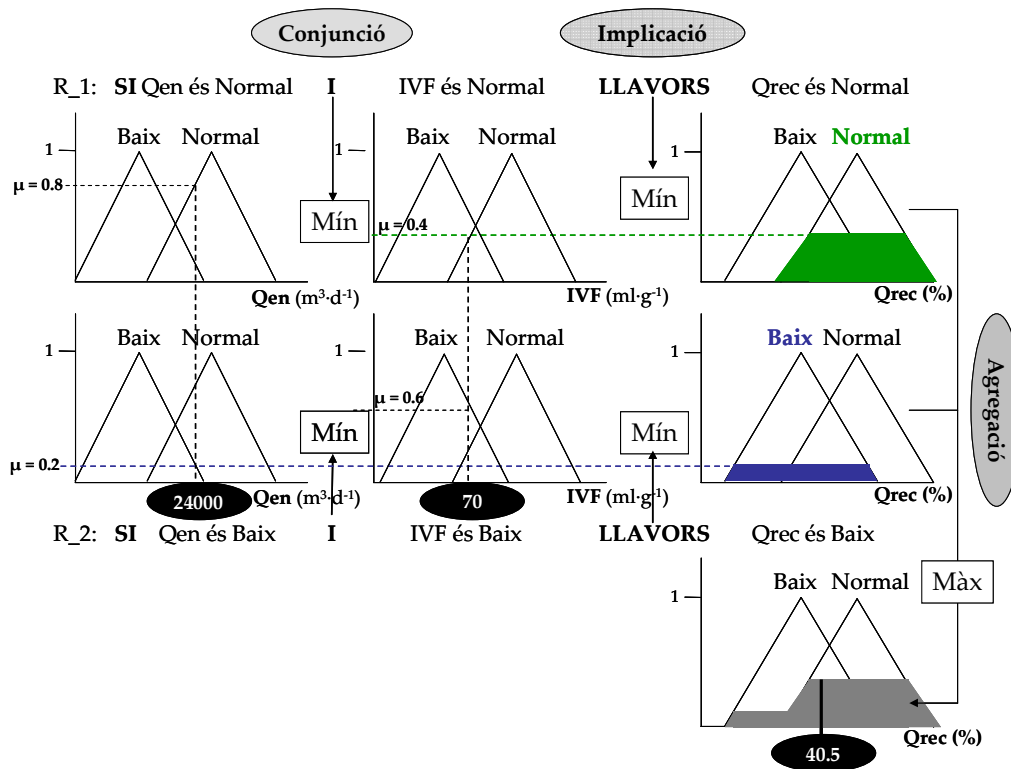 Conjunció
Implicació
R_1: SI Qen és Normal I IVF és Normal LLAVORS Qrec és Normal
Baix Normal
1
μ = 0.8
Qen (m³·d⁻¹)
Mín
Baix Normal
1
μ = 0.4
IVF (ml·g⁻¹)
Mín
Baix Normal
1
Qrec (%)
Baix Normal
1
μ = 0.2
Qen (m³·d⁻¹)
24000
Mín
Baix Normal
1
μ = 0.6
IVF (ml·g⁻¹)
70
Mín
Baix Normal
1
Qrec (%)
Agregació
R_2: SI Qen és Baix I IVF és Baix LLAVORS Qrec és Baix
Baix Normal
1
Màx
Qrec (%)
40.5